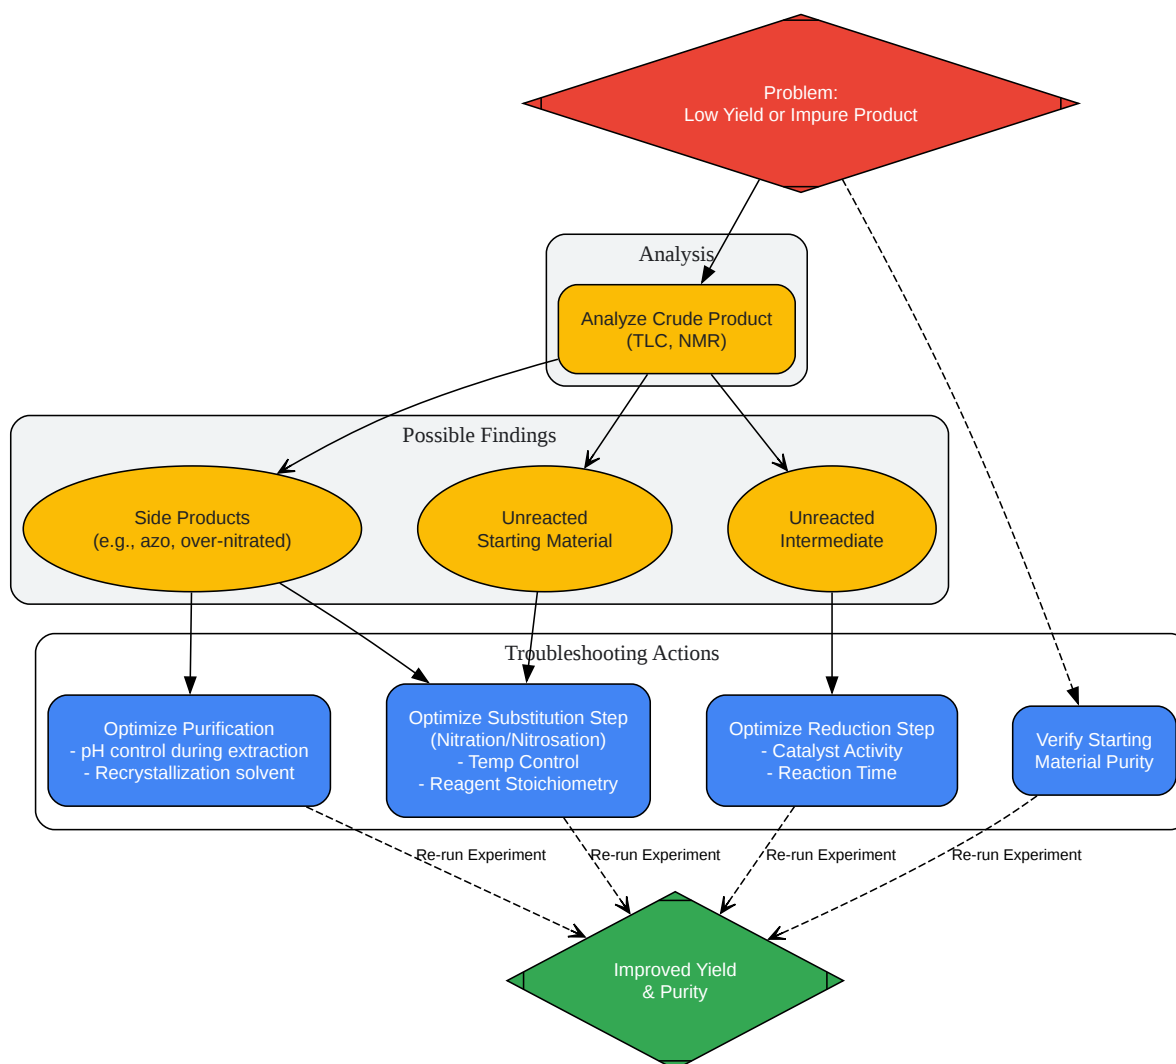 Problem:
Low Yield or Impure Product
Analysis
Analyze Crude Product
(TLC, NMR)
Possible Findings
Side Products
(e.g., azo, over-nitrated)
Unreacted
Starting Material
Unreacted
Intermediate
Troubleshooting Actions
Optimize Purification
- pH control during extraction
- Recrystallization solvent
Optimize Substitution Step
(Nitration/Nitrosation)
- Temp Control
- Reagent Stoichiometry
Optimize Reduction Step
- Catalyst Activity
- Reaction Time
Verify Starting
Material Purity
Re-run Experiment
Re-run Experiment
Re-run Experiment
Re-run Experiment
Improved Yield
& Purity